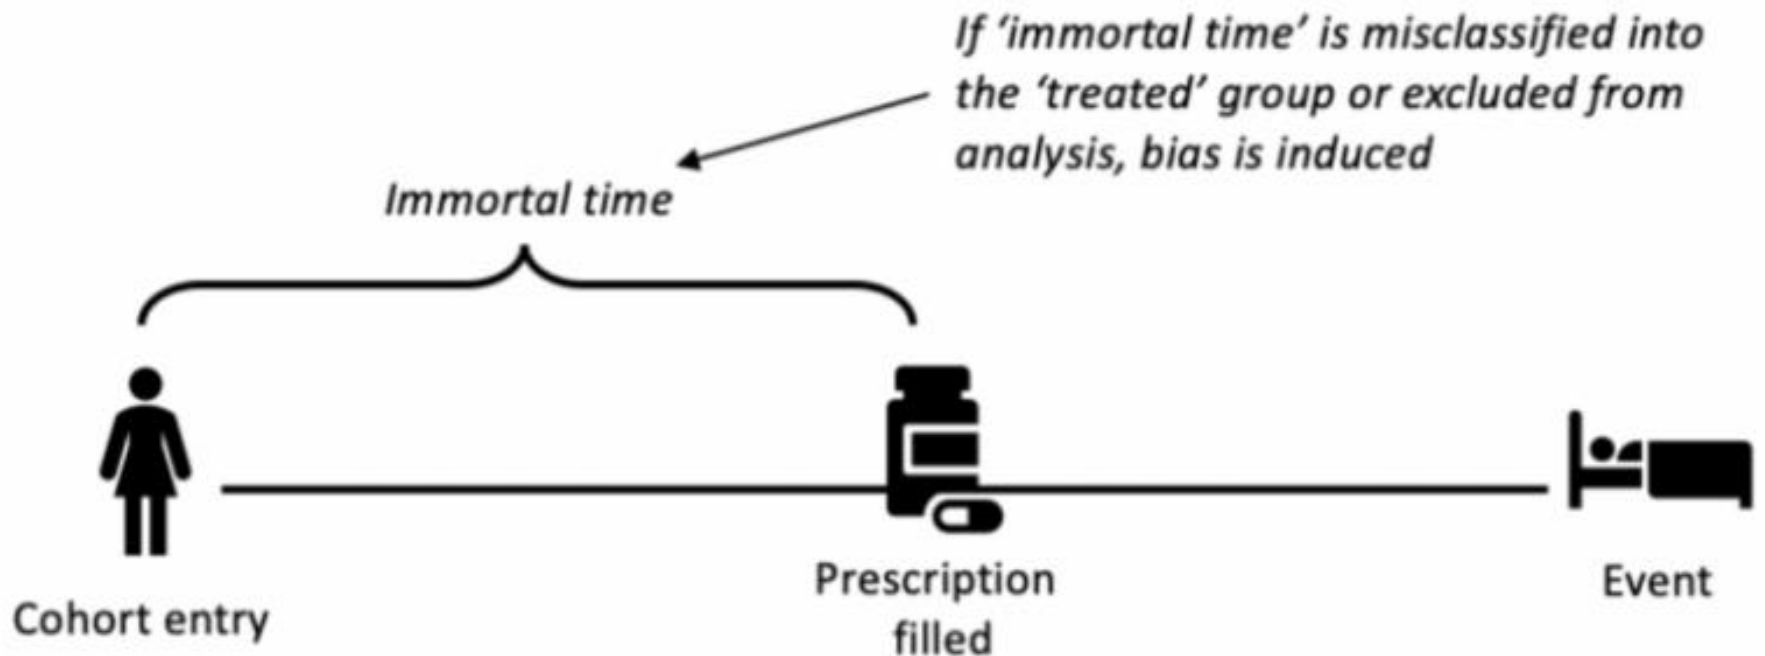 If ‘immortal time’ is misclassified into
the ‘treated’ group or excluded from
analysis, bias is induced
Immortal time
Cohort entry
Prescription
filled
Event